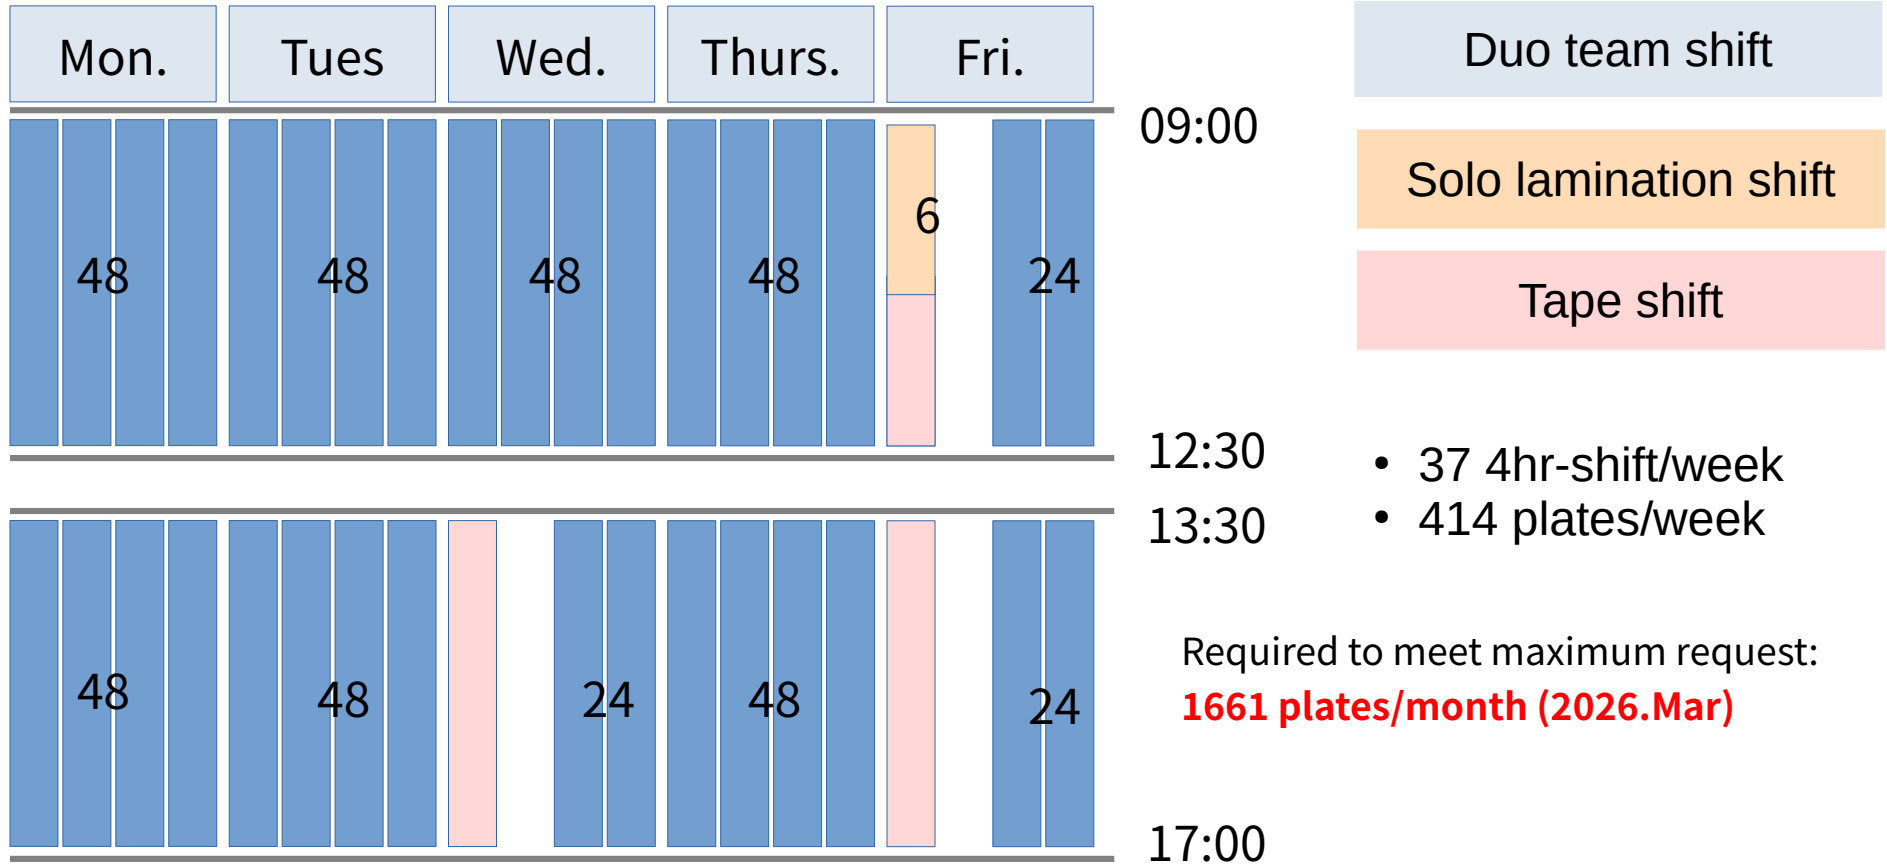 Mon.
Tues
Wed.
Thurs.
Fri.
Duo team shift
09:00
Solo lamination shift
6
48
48
48
48
24
Tape shift
12:30
• 37 4hr-shift/week
13:30
• 414 plates/week
Required to meet maximum request:
1661 plates/month (2026.Mar)
48
48
24
48
24
17:00